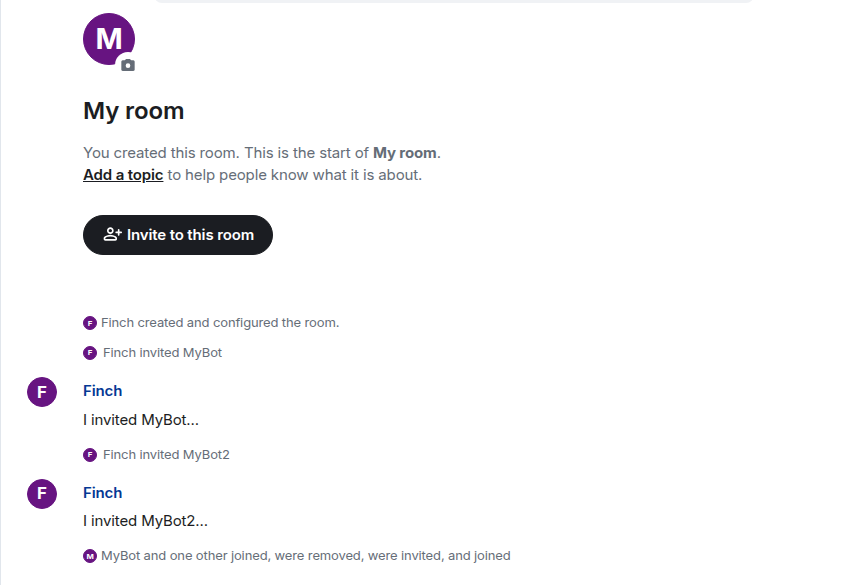 M
My room
You created this room. This is the start of My room.
Add a topic to help people know what it is about.
Invite to this room
F Finch created and configured the room.
F Finch invited MyBot
F Finch
I invited MyBot...
F Finch invited MyBot2
F Finch
I invited MyBot2...
M MyBot and one other joined, were removed, were invited, and joined